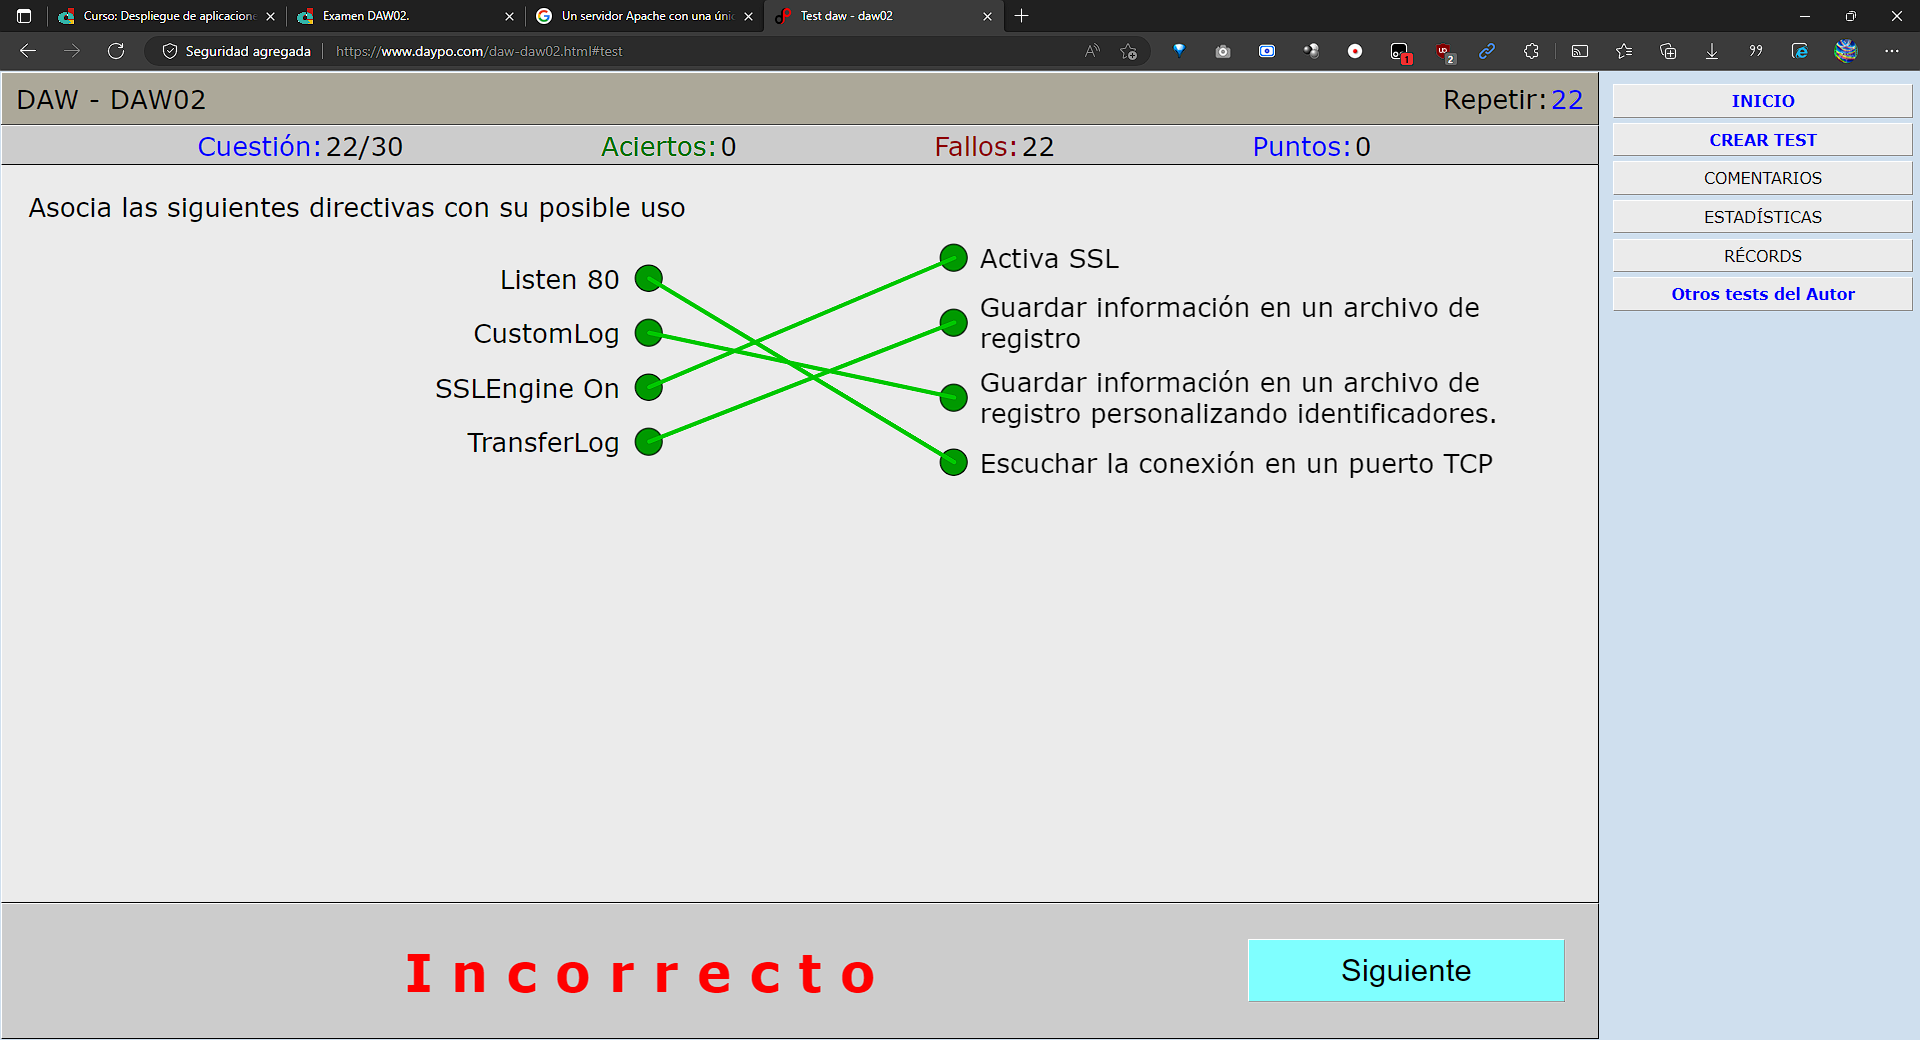 Curso: Despliegue de aplicacione
Examen DAW02.
Un servidor Apache con una únic
Test daw - daw02
Seguridad agregada
https://www.daypo.com/daw-daw02.html#test
1
2
DAW - DAW02
Repetir:22
Cuestión:22/30
Aciertos:0
Fallos:22
Puntos:0
Asocia las siguientes directivas con su posible uso
Listen 80
CustomLog
SSLEngine On
TransferLog
Activa SSL
Guardar información en un archivo de
registro
Guardar información en un archivo de
registro personalizando identificadores.
Escuchar la conexión en un puerto TCP
Incorrecto
Siguiente
INICIO
CREAR TEST
COMENTARIOS
ESTADÍSTICAS
RÉCORDS
Otros tests del Autor